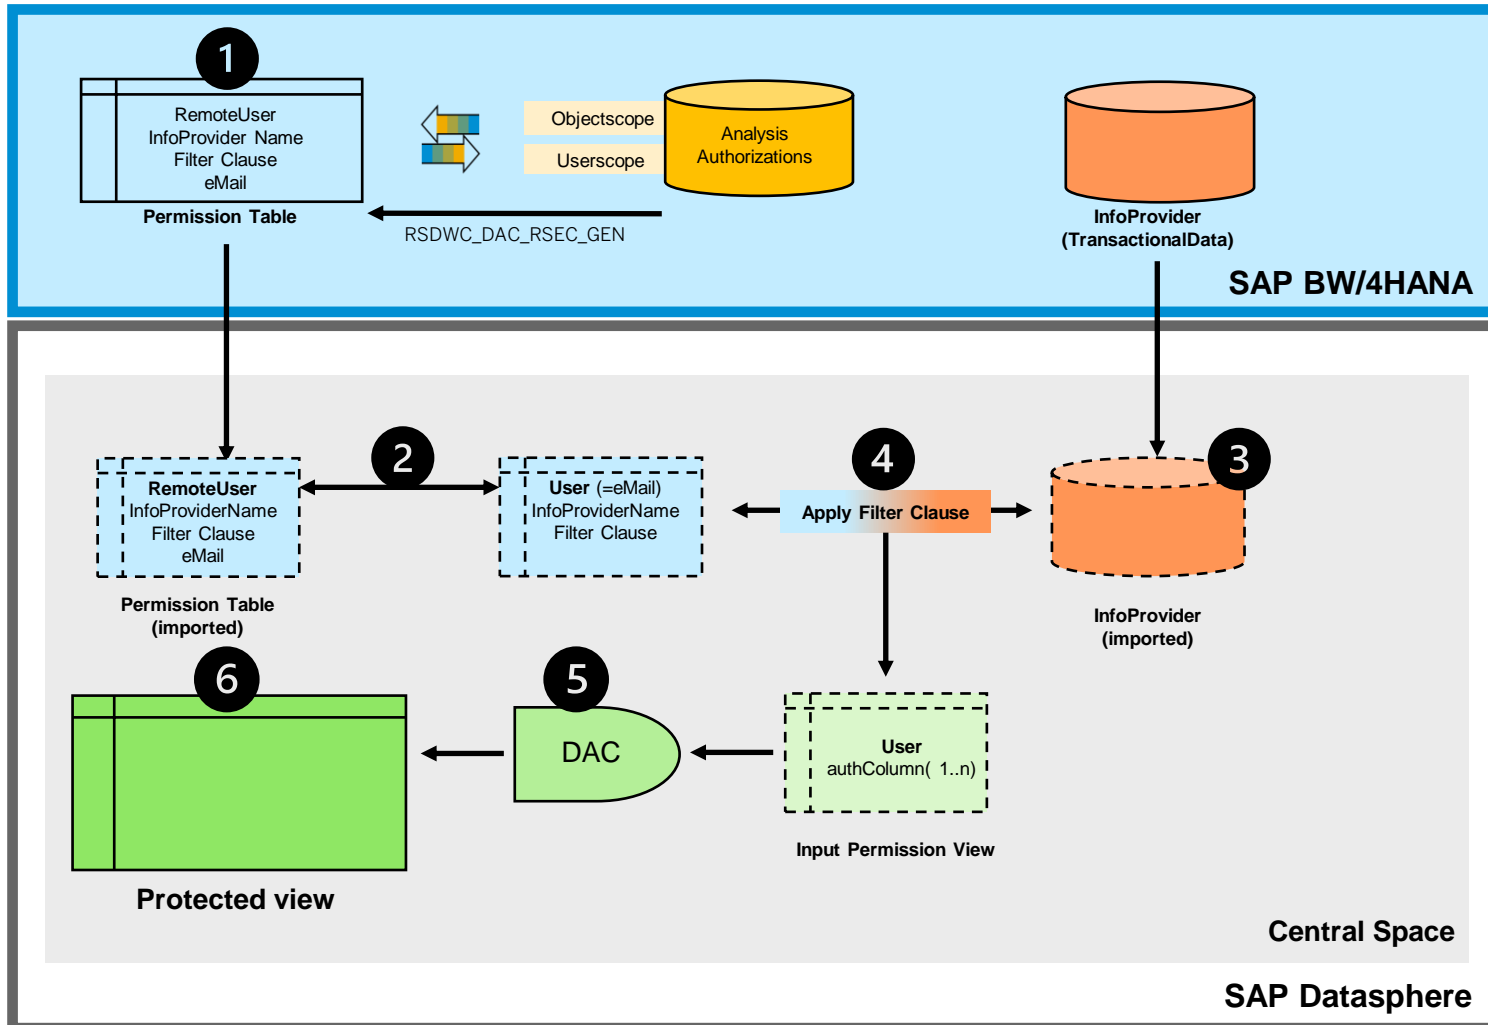 1
RemoteUser
InfoProvider Name
Filter Clause
eMail
Permission Table
Objectscope
Userscope
Analysis
Authorizations
RSDWC_DAC_RSEC_GEN
InfoProvider
(TransactionalData)
SAP BW/4HANA
2
RemoteUser
InfoProviderName
Filter Clause
eMail
Permission Table
(imported)
User (=eMail)
InfoProviderName
Filter Clause
4
Apply Filter Clause
3
InfoProvider
(imported)
6
Protected view
5
DAC
User
authColumn( 1..n)
Input Permission View
Central Space
SAP Datasphere